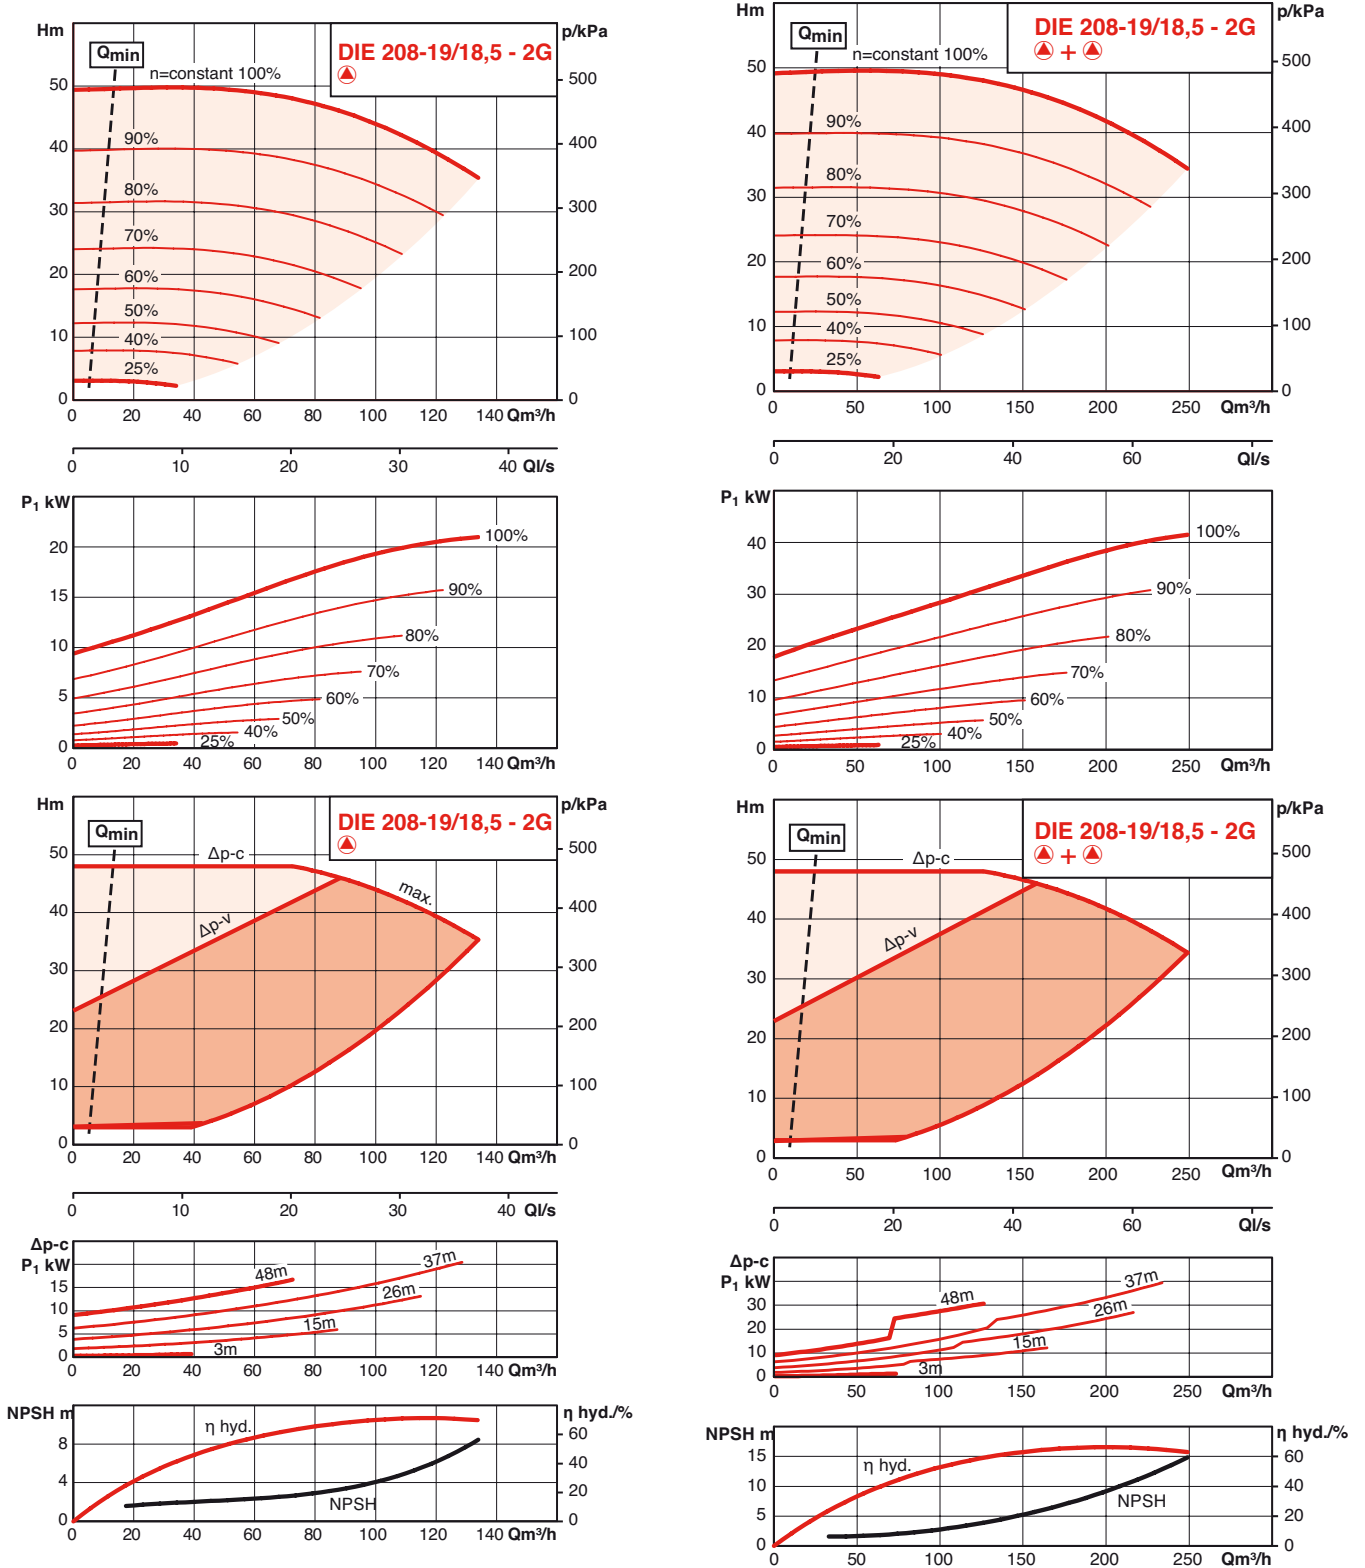 Hm
p/kPa
DIE 208-19/18,5 - 2G
Qmin
n=constant 100%
50
500
90%
40
400
80%
30
300
70%
20
60%
200
50%
10
40%
100
25%
0
0
0 20 40 60 80 100 120 140 Qm³/h
0 10 20 30 40 Ql/s
P₁ kW
20
15
10
5
0
100%
90%
80%
70%
60%
50%
40%
25%
0 20 40 60 80 100 120 140 Qm³/h
Hm
p/kPa
DIE 208-19/18,5 - 2G
Qmin
Δp-c
50
500
max.
40
400
Δp-v
30
300
20
200
10
100
0
0
0 20 40 60 80 100 120 140 Qm³/h
0 10 20 30 40 Ql/s
Δp-c
P₁ kW
15
10
5
0
48m
37m
26m
15m
3m
0 20 40 60 80 100 120 140 Qm³/h
NPSH m
η hyd./%
8
4
0
60
40
20
0
η hyd.
NPSH
0 20 40 60 80 100 120 140 Qm³/h
Hm
p/kPa
DIE 208-19/18,5 - 2G
+
Qmin
n=constant 100%
50
500
90%
40
400
80%
30
300
70%
20
60%
200
50%
10
40%
100
25%
0
0
0 50 100 150 200 250 Qm³/h
0 20 40 60 Ql/s
P₁ kW
40
30
20
10
0
100%
90%
80%
70%
60%
50%
40%
25%
0 50 100 150 200 250 Qm³/h
Hm
p/kPa
DIE 208-19/18,5 - 2G
+
Qmin
Δp-c
50
500
40
400
Δp-v
30
300
20
200
10
100
0
0
0 50 100 150 200 250 Qm³/h
0 20 40 60 Ql/s
Δp-c
P₁ kW
30
20
10
0
48m
37m
26m
15m
3m
0 50 100 150 200 250 Qm³/h
NPSH m
η hyd./%
15
10
5
0
60
40
20
0
η hyd.
NPSH
0 50 100 150 200 250 Qm³/h